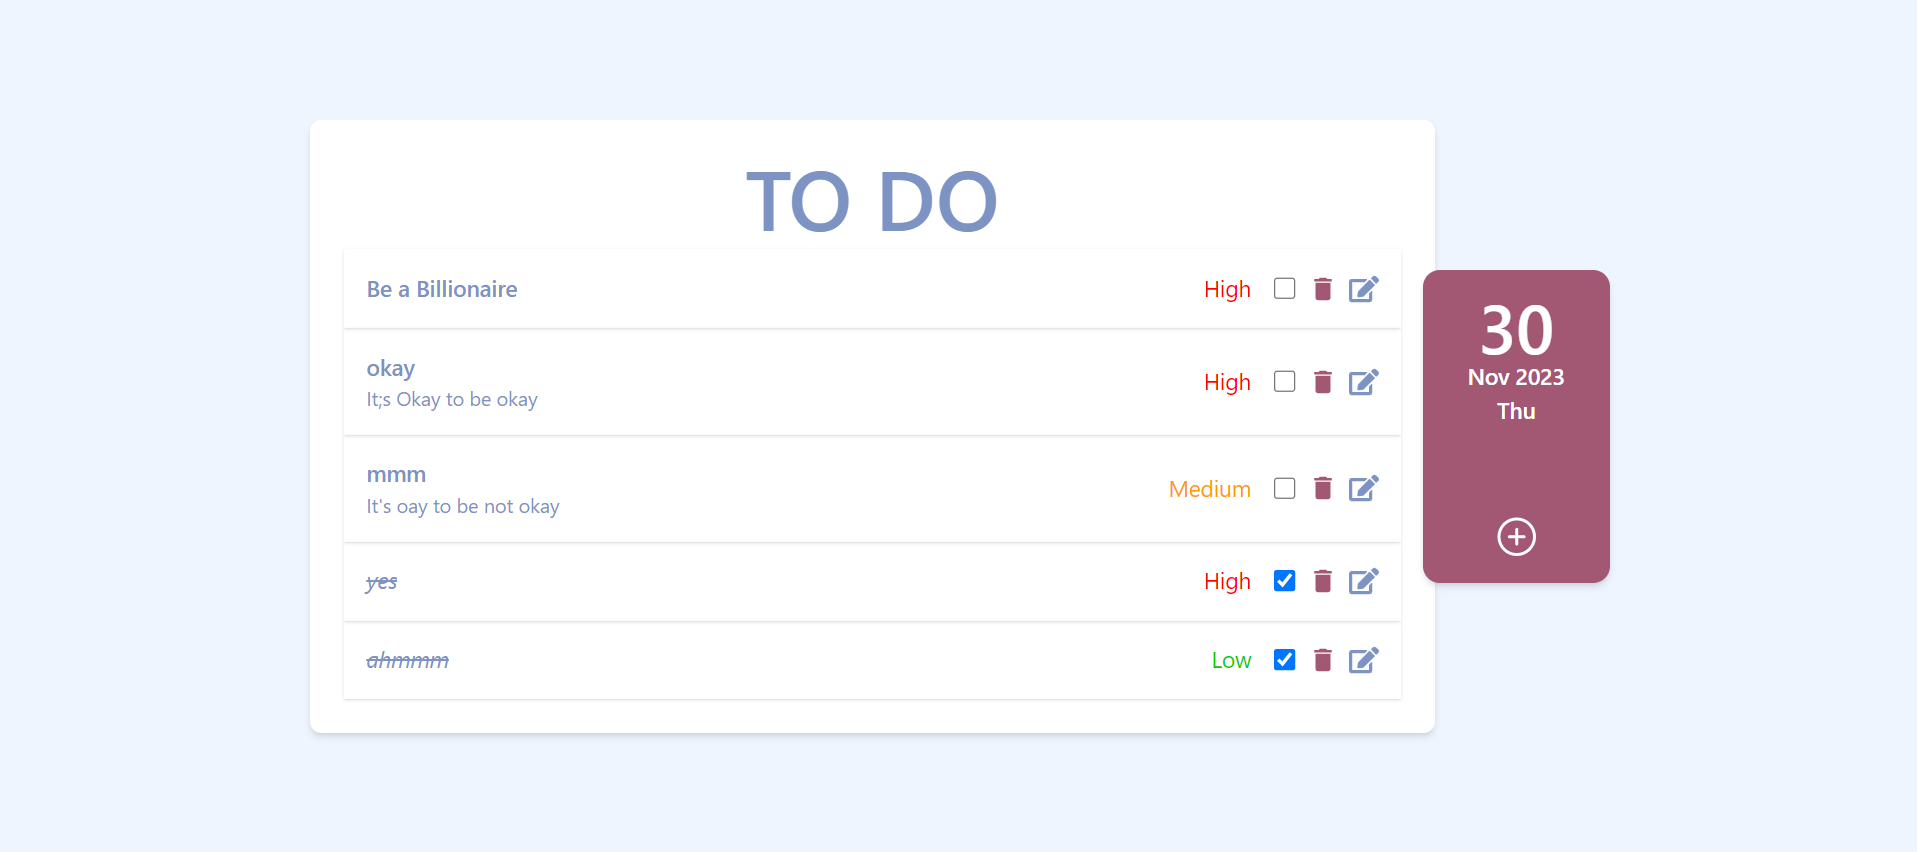 TO DO
Be a Billionaire
High
okay
It;s Okay to be okay
High
mmm
It's oay to be not okay
Medium
yes
High
ahmmm
Low
30
Nov 2023
Thu